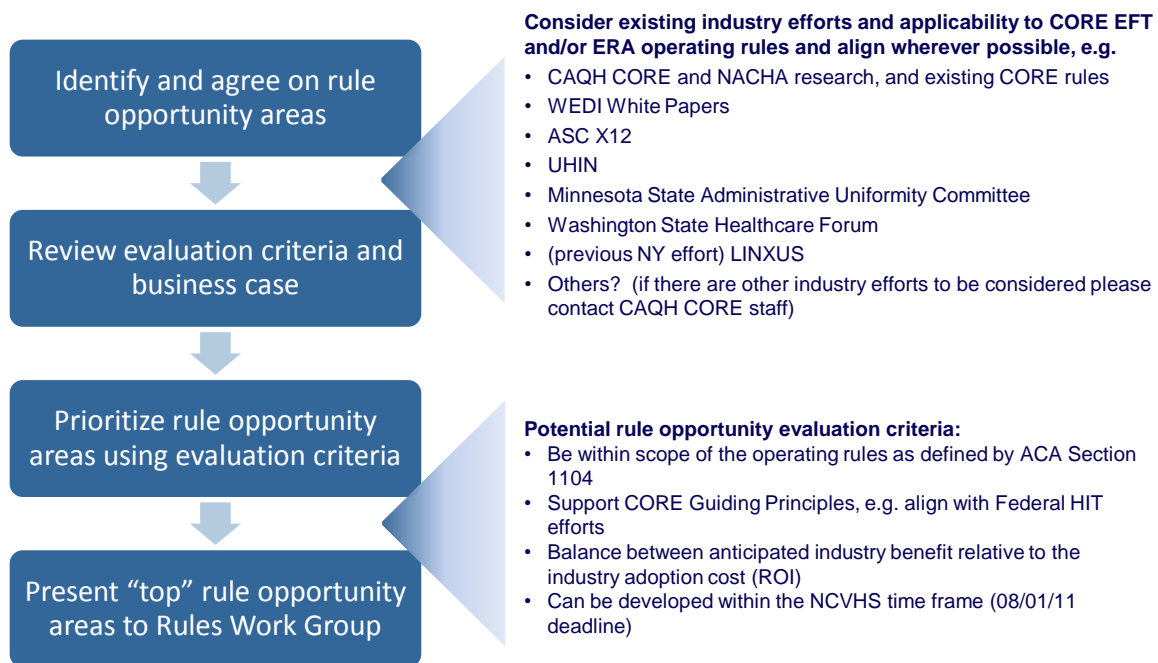 Identify and agree on rule
opportunity areas
Review evaluation criteria and
business case
Prioritize rule opportunity
areas using evaluation criteria
Present “top” rule opportunity
areas to Rules Work Group
Consider existing industry efforts and applicability to CORE EFT
and/or ERA operating rules and align wherever possible, e.g.
• CAQH CORE and NACHA research, and existing CORE rules
• WEDI White Papers
• ASC X12
• UHIN
• Minnesota State Administrative Uniformity Committee
• Washington State Healthcare Forum
• (previous NY effort) LINXUS
• Others? (if there are other industry efforts to be considered please
contact CAQH CORE staff)
Potential rule opportunity evaluation criteria:
• Be within scope of the operating rules as defined by ACA Section
1104
• Support CORE Guiding Principles, e.g. align with Federal HIT
efforts
• Balance between anticipated industry benefit relative to the
industry adoption cost (ROI)
• Can be developed within the NCVHS time frame (08/01/11
deadline)